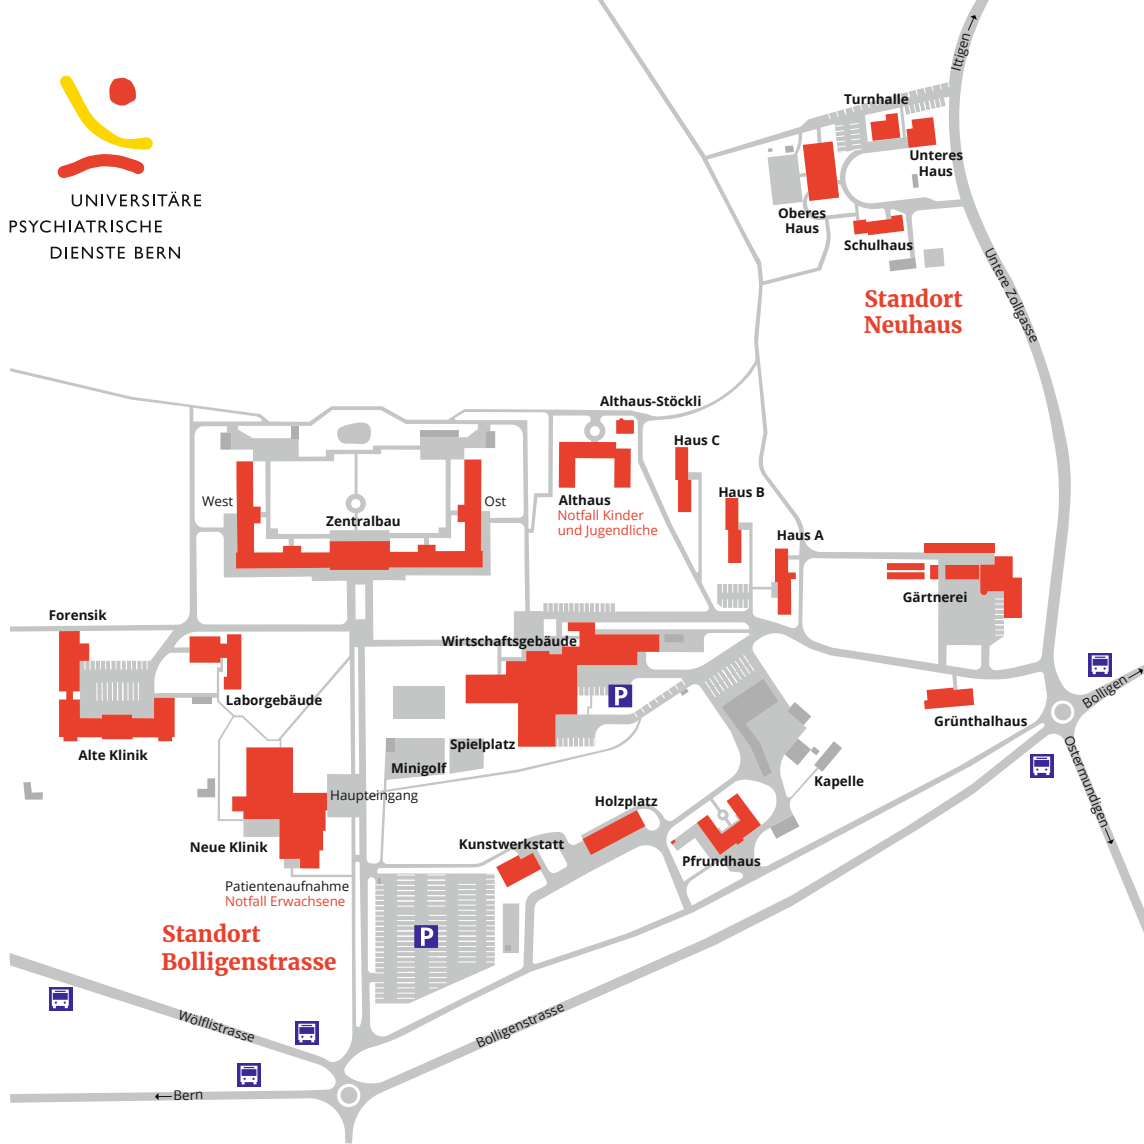 UNIVERSITÄRE
PSYCHIATRISCHE
DIENSTE BERN
Ittigen →
Turnhalle
Unteres
Haus
Oberes
Haus
Schulhaus
Untere Zollgasse
Standort
Neuhaus
Althaus-Stöckli
Haus C
Haus B
Haus A
West
Ost
Zentralbau
Althaus
Notfall Kinder
und Jugendliche
Gärtnerei
Forensik
Wirtschaftsgebäude
P
Laborgebäude
Alte Klinik
Spielplatz
Minigolf
Haupteingang
Neue Klinik
Patientenaufnahme
Notfall Erwachsene
Bolligen →
Grünthalhaus
Ostermundigen →
Kapelle
Holzplatz
Kunstwerkstatt
Pfrundhaus
P
Standort
Bolligenstrasse
Wölflistrasse
Bolligenstrasse
← Bern